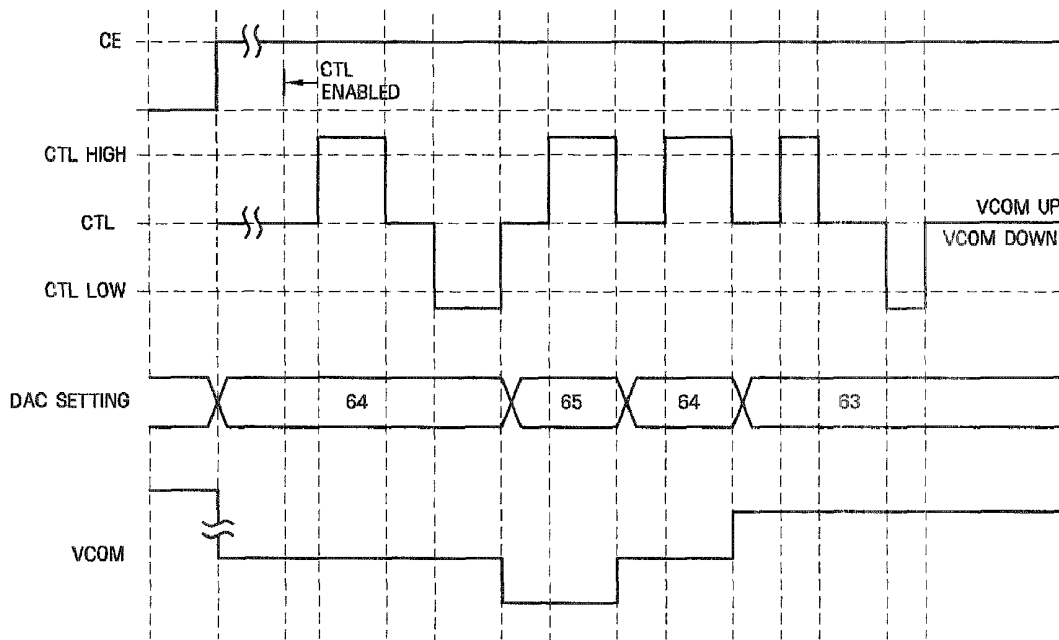 CE
CTL
ENABLED
CTL HIGH
CTL
VCOM UP
VCOM DOWN
CTL LOW
DAC SETTING
64
65
64
63
VCOM